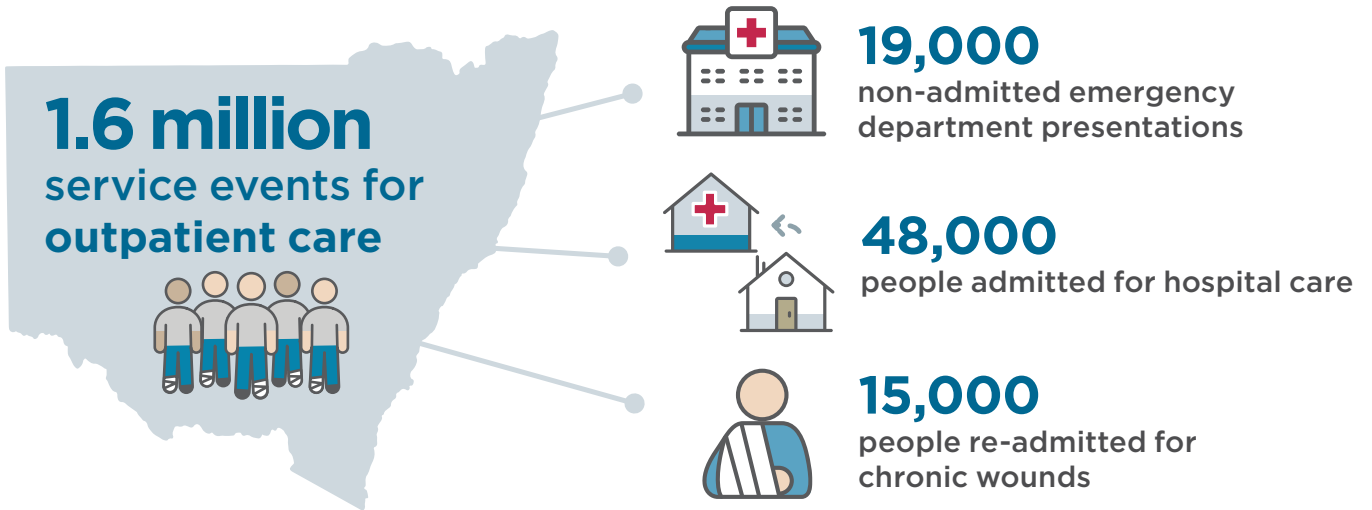 1.6 million
service events for
outpatient care
19,000
non-admitted emergency
department presentations
48,000
people admitted for hospital care
15,000
people re-admitted for
chronic wounds